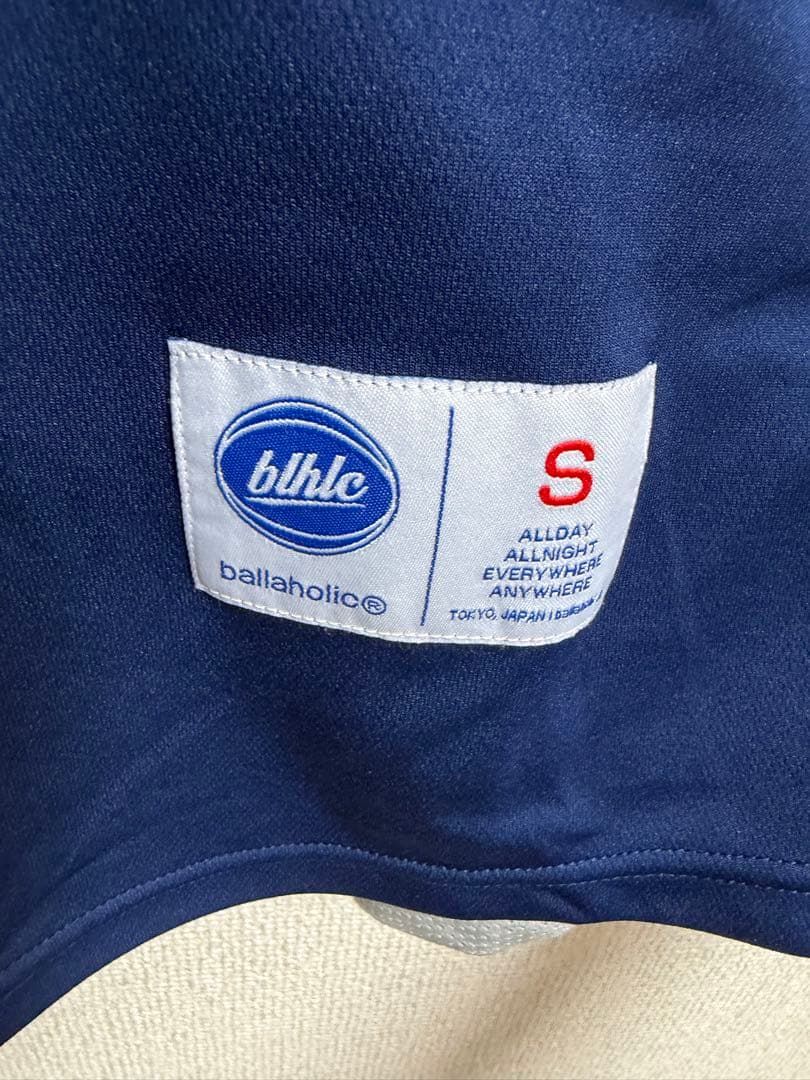 blhlc
ballaholic®
S
ALLDAY
ALLNIGHT
EVERYWHERE
ANYWHERE
TOKYO, JAPAN |